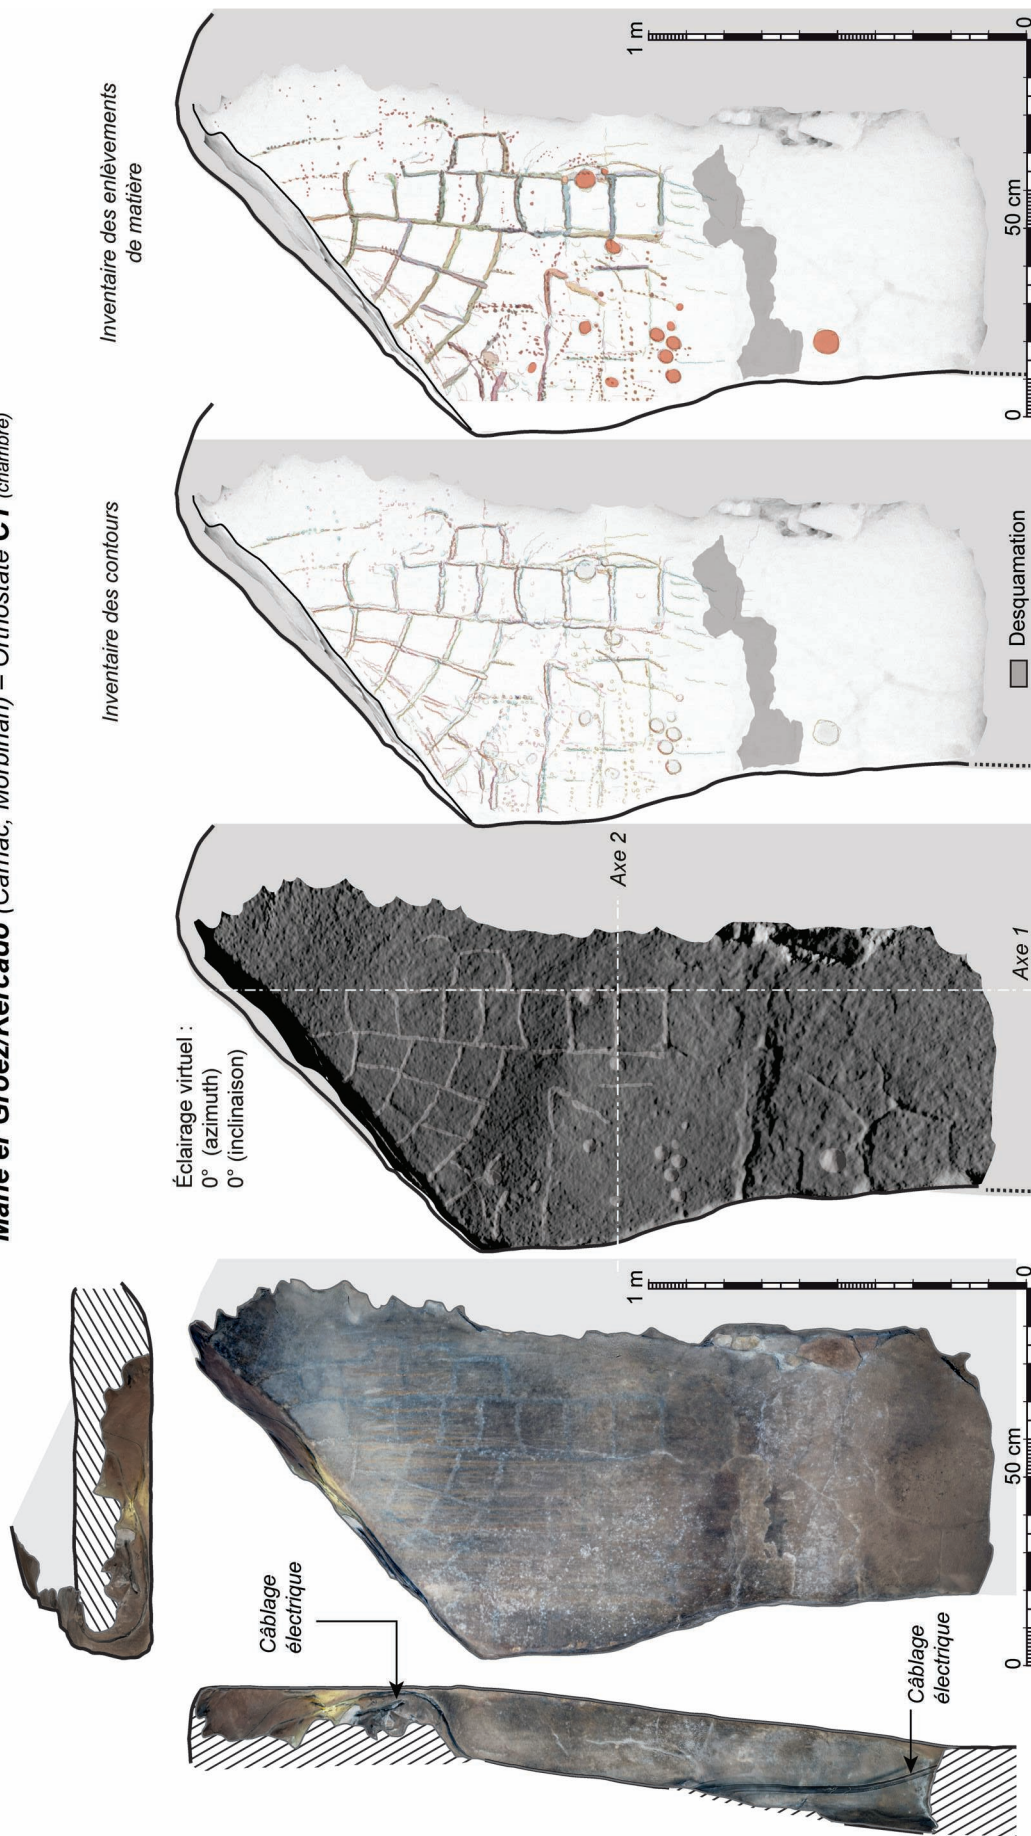 Mané er Groez/Kercado (Carnac, Morbihan) – Orthostate C1 (chambre)
Câblage
électrique
Câblage
électrique
0
50 cm
1 m
0
Éclairage virtuel :
0° (azimuth)
0° (inclinaison)
Axe 2
Axe 1
Inventaire des contours
Desquamation
Inventaire des enlèvements
de matière
0
50 cm
1 m
0